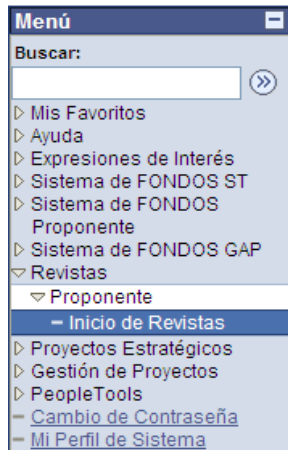 Menú
Buscar:
Mis Favoritos
Ayuda
Expresiones de Interés
Sistema de FONDOS ST
Sistema de FONDOS
Proponente
Sistema de FONDOS GAP
Revistas
Proponente
– Inicio de Revistas
Proyectos Estratégicos
Gestión de Proyectos
PeopleTools
– Cambio de Contraseña
– Mi Perfil de Sistema